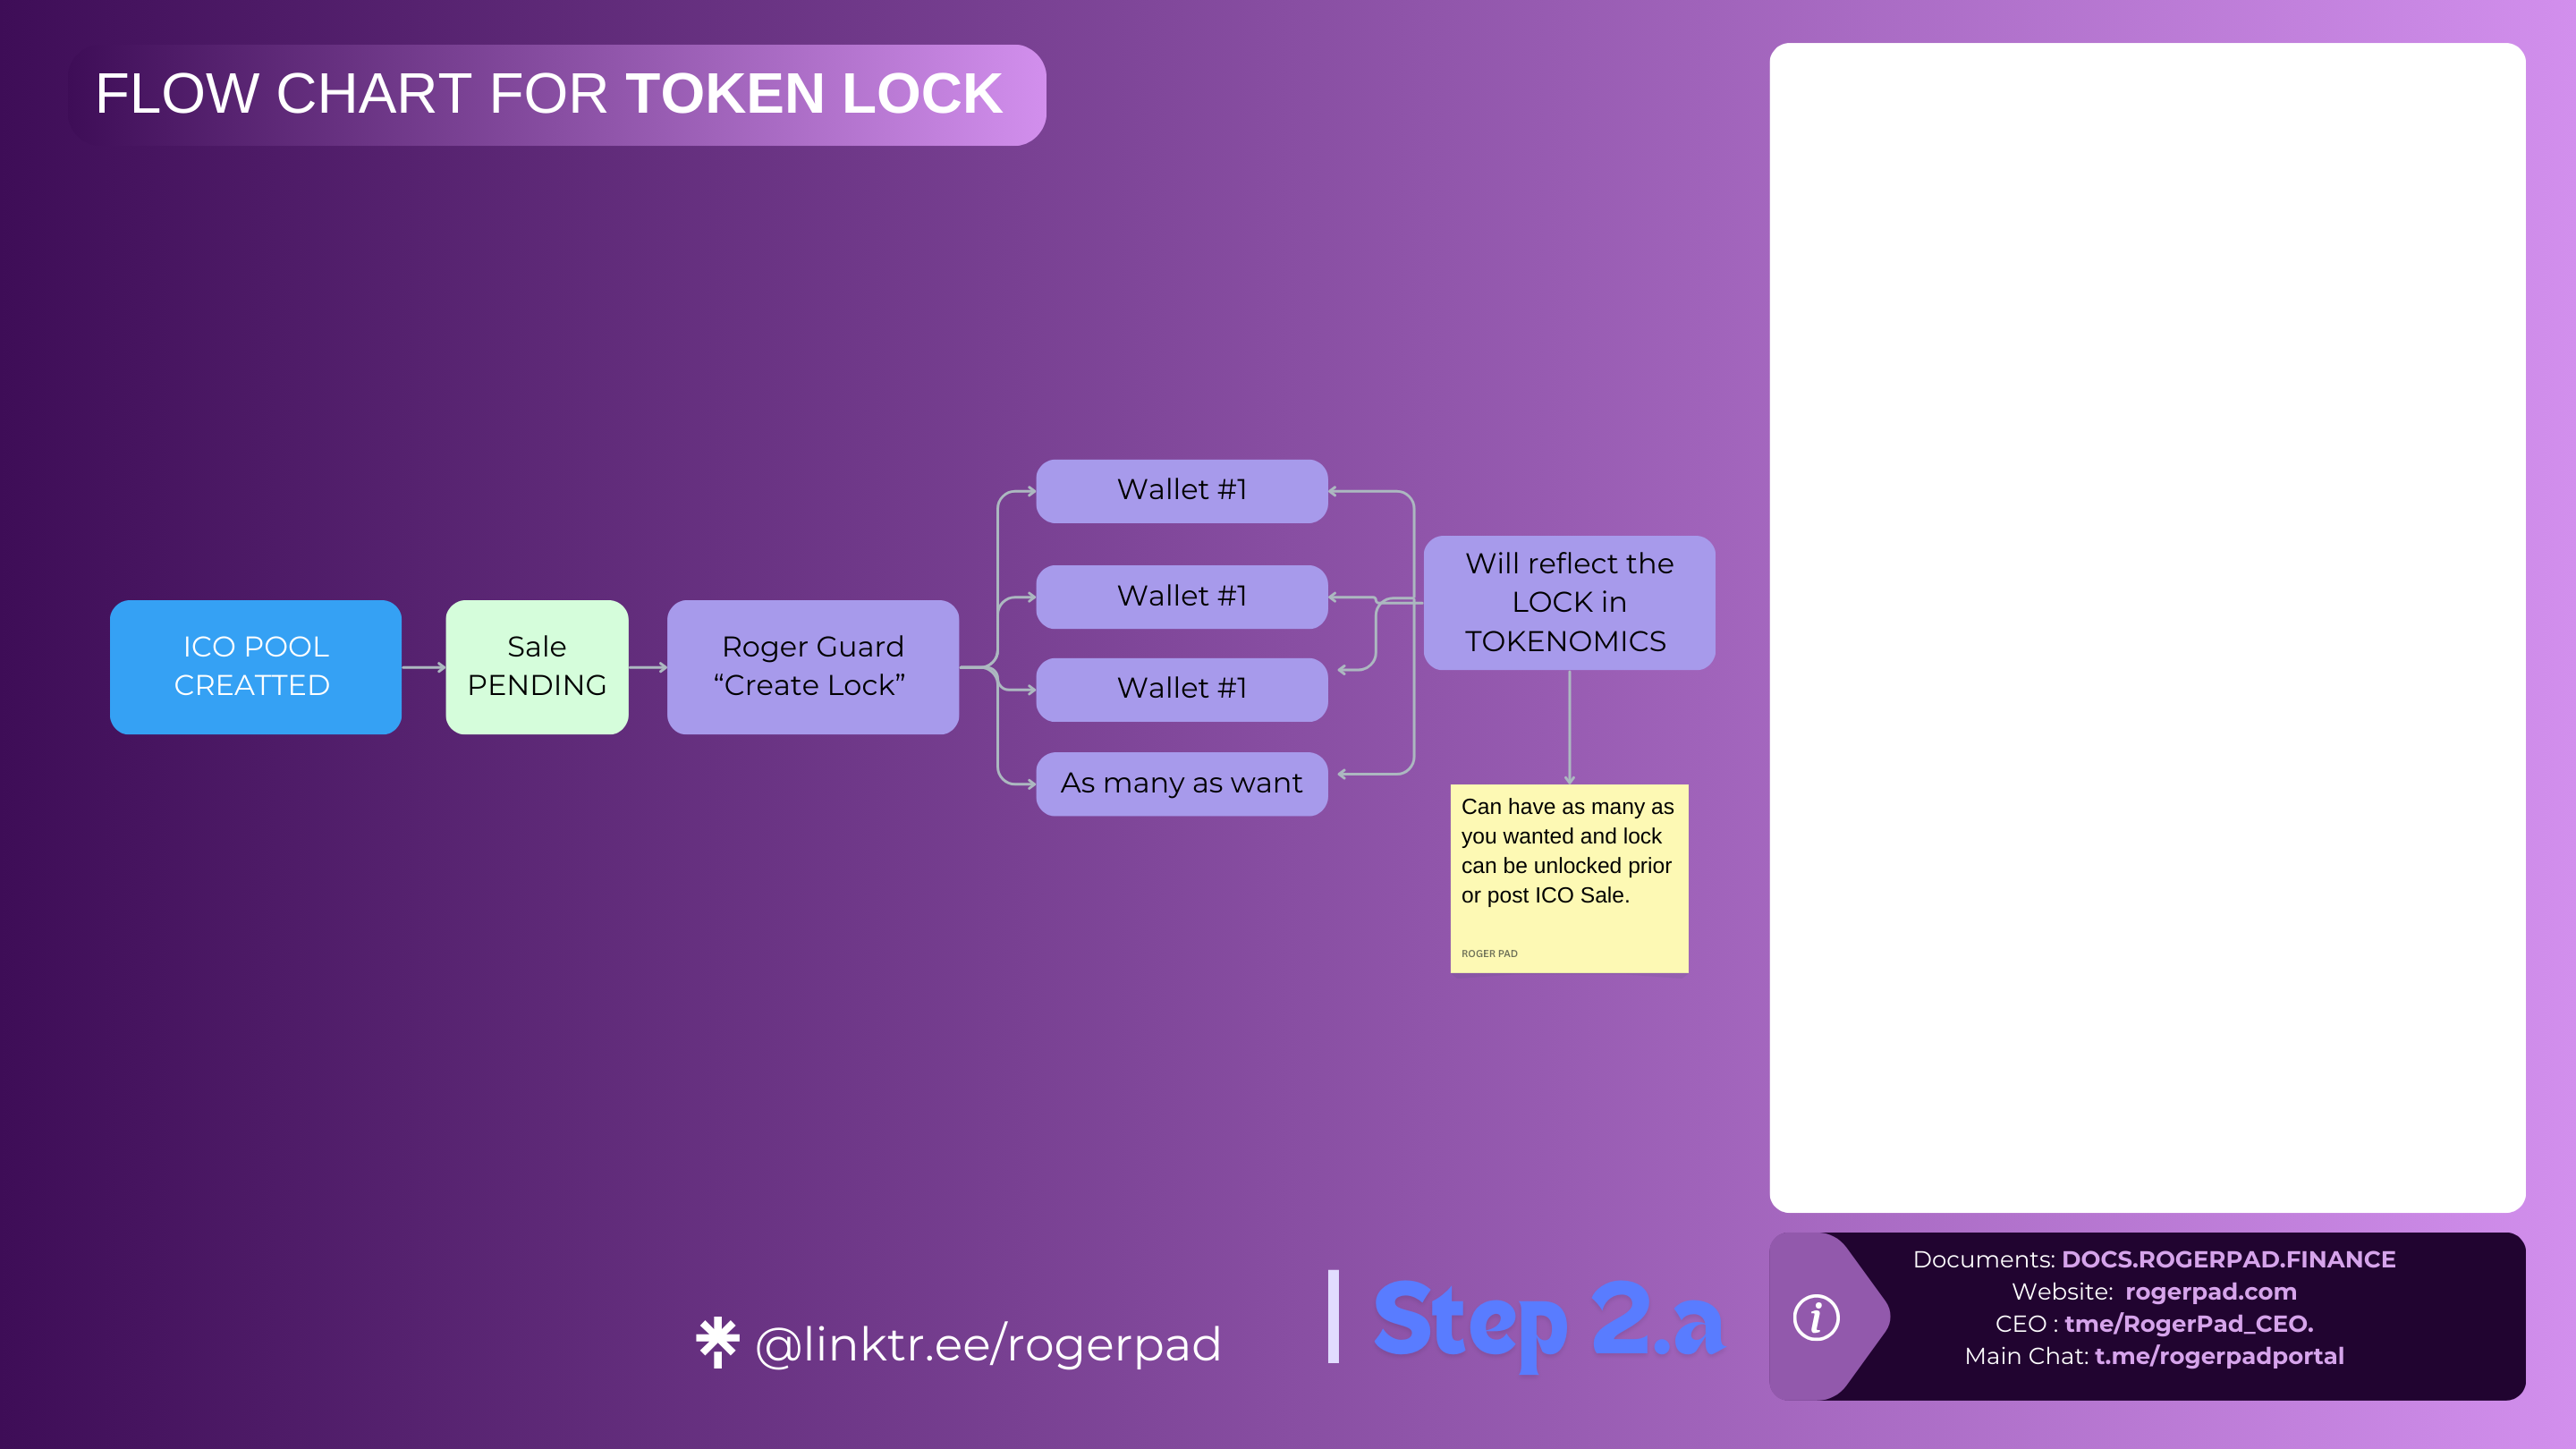 FLOW CHART FOR TOKEN LOCK
ICO POOL
CREATTED
Sale
PENDING
Roger Guard
“Create Lock”
Wallet #1
Wallet #1
Wallet #1
As many as want
Will reflect the
LOCK in
TOKENOMICS
Can have as many as
you wanted and lock
can be unlocked prior
or post ICO Sale.
ROGER PAD
@linktr.ee/rogerpad
Step 2.a
Documents: DOCS.ROGERPAD.FINANCE
Website: rogerpad.com
CEO : tme/RogerPad_CEO.
Main Chat: t.me/rogerpadportal